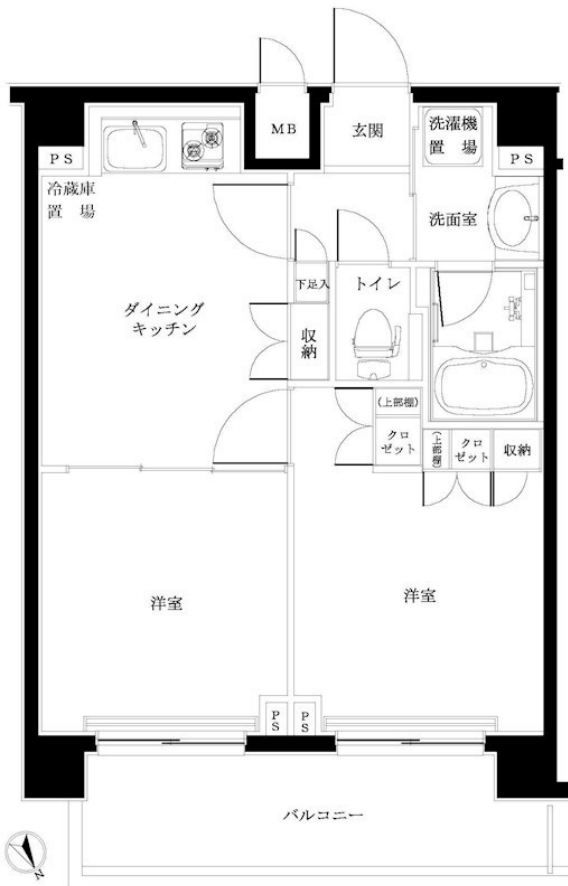 MB
玄関
洗濯機
置場
PS
PS
冷蔵庫
置場
洗面室
ダイニング
キッチン
下足入
トイレ
収納
(上部棚)
クロ
ゼット
(上部棚)
クロ
ゼット
収納
洋室
洋室
PS
PS
バルコニー
N